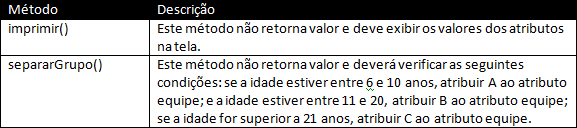 Método Descrição
imprimir() Este método não retorna valor e deve exibir os valores dos atributos
na tela.
separarGrupo() Este método não retorna valor e deverá verificar as seguintes
condições: se a idade estiver entre 6 e 10 anos, atribuir A ao atributo
equipe; e a idade estiver entre 11 e 20, atribuir B ao atributo equipe;
se a idade for superior a 21 anos, atribuir C ao atributo equipe.